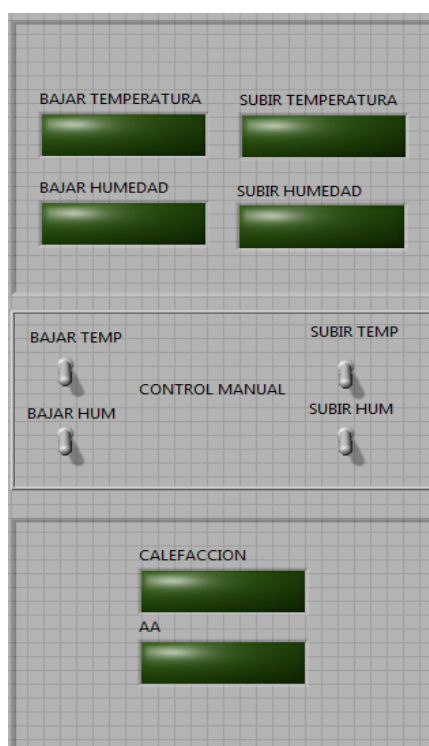 BAJAR TEMPERATURA
SUBIR TEMPERATURA
BAJAR HUMEDAD
SUBIR HUMEDAD
BAJAR TEMP
SUBIR TEMP
CONTROL MANUAL
BAJAR HUM
SUBIR HUM
CALEFACCION
AA